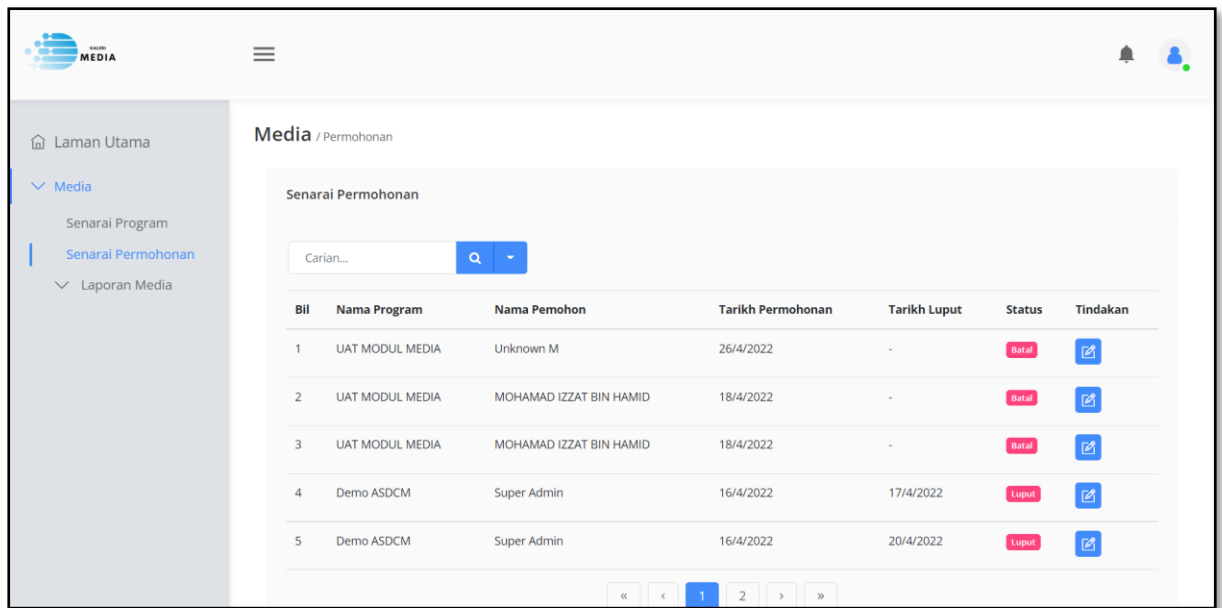 GALERI
MEDIA
Laman Utama
Media
Senarai Program
Senarai Permohonan
Laporan Media
Media / Permohonan
Senarai Permohonan
Carian...
Bil Nama Program Nama Pemohon Tarikh Permohonan Tarikh Luput Status Tindakan
1 UAT MODUL MEDIA Unknown M 26/4/2022 - Batal
2 UAT MODUL MEDIA MOHAMAD IZZAT BIN HAMID 18/4/2022 - Batal
3 UAT MODUL MEDIA MOHAMAD IZZAT BIN HAMID 18/4/2022 - Batal
4 Demo ASDCM Super Admin 16/4/2022 17/4/2022 Luput
5 Demo ASDCM Super Admin 16/4/2022 20/4/2022 Luput
« ‹ 1 2 › »